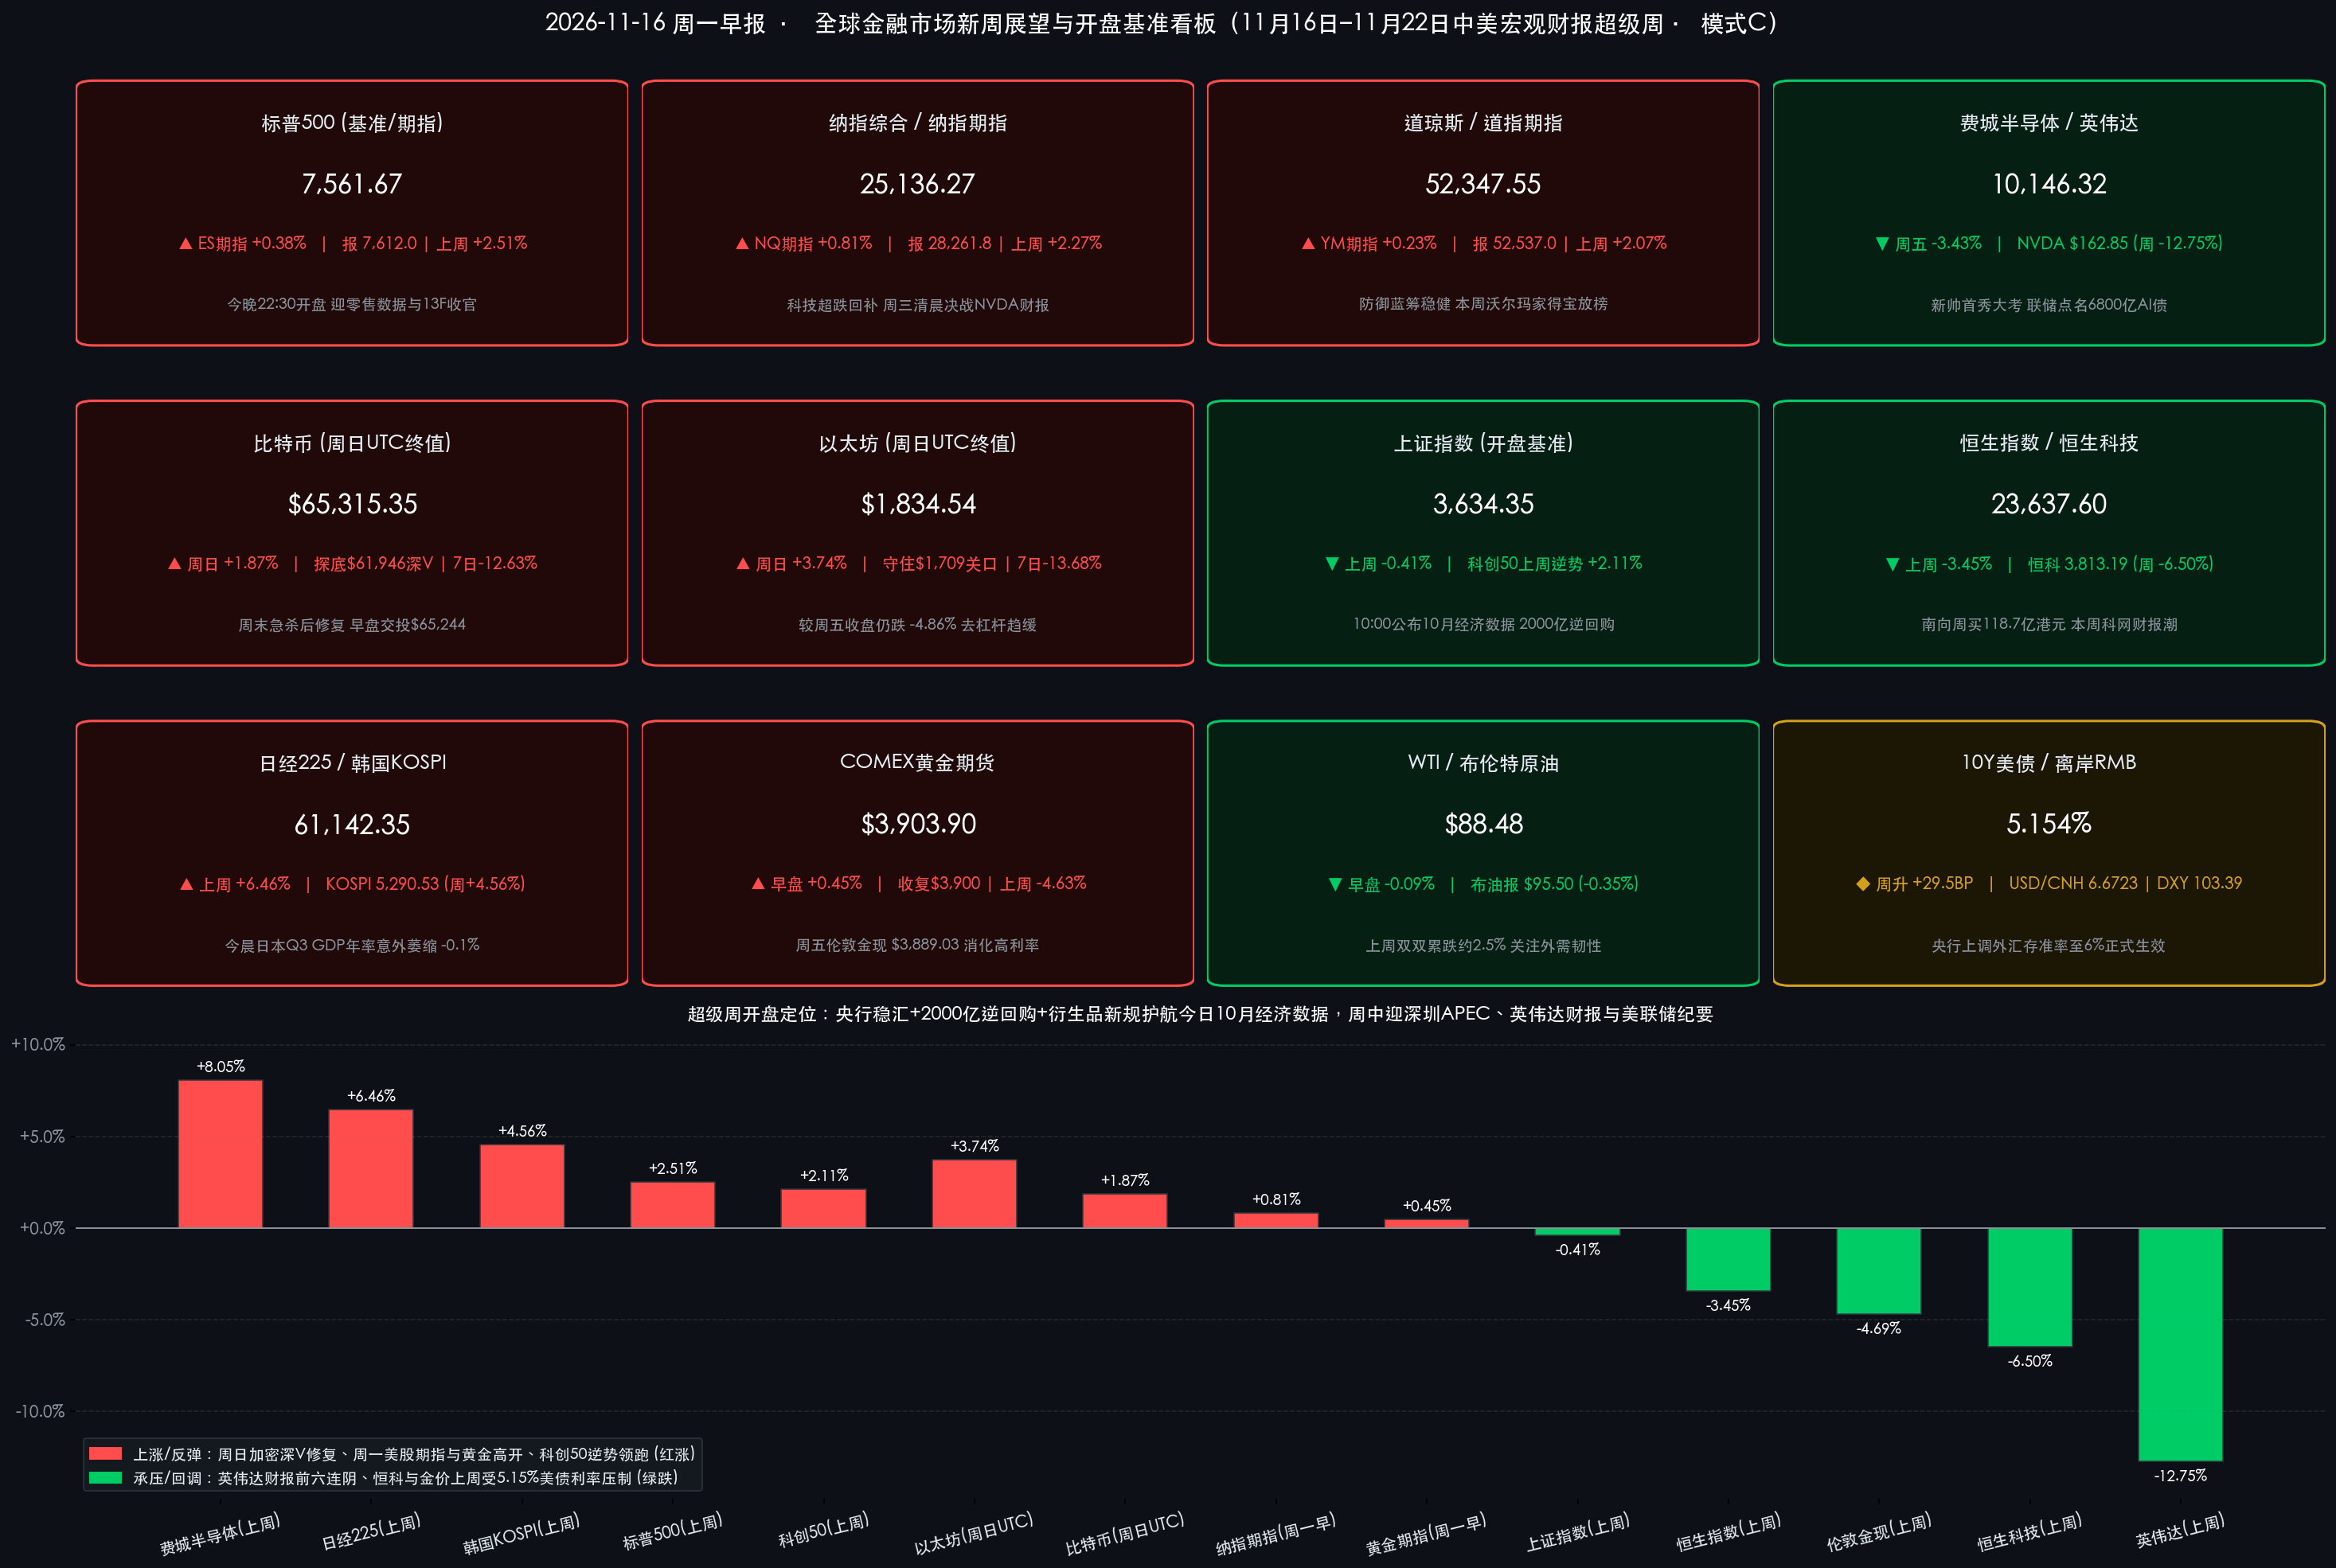 2026-11-16 周一早报 · 全球金融市场新周展望与开盘基准看板（11月16日–11月22日中美宏观财报超级周 · 模式C）
标普500 (基准/期指)
7,561.67
▲ ES期指 +0.38% | 报 7,612.0 | 上周 +2.51%
今晚22:30开盘 迎零售数据与13F收官
纳指综合 / 纳指期指
25,136.27
▲ NQ期指 +0.81% | 报 28,261.8 | 上周 +2.27%
科技超跌回补 周三清晨决战NVDA财报
道琼斯 / 道指期指
52,347.55
▲ YM期指 +0.23% | 报 52,537.0 | 上周 +2.07%
防御蓝筹稳健 本周沃尔玛家得宝放榜
费城半导体 / 英伟达
10,146.32
▼ 周五 -3.43% | NVDA $162.85 (周 -12.75%)
新帅首秀大考 联储点名6800亿AI债
比特币 (周日UTC终值)
$65,315.35
▲ 周日 +1.87% | 探底$61,946深V | 7日-12.63%
周末急杀后修复 早盘交投$65,244
以太坊 (周日UTC终值)
$1,834.54
▲ 周日 +3.74% | 守住$1,709关口 | 7日-13.68%
较周五收盘仍跌 -4.86% 去杠杆趋缓
上证指数 (开盘基准)
3,634.35
▼ 上周 -0.41% | 科创50上周逆势 +2.11%
10:00公布10月经济数据 2000亿逆回购
恒生指数 / 恒生科技
23,637.60
▼ 上周 -3.45% | 恒科 3,813.19 (周 -6.50%)
南向周买118.7亿港元 本周科网财报潮
日经225 / 韩国KOSPI
61,142.35
▲ 上周 +6.46% | KOSPI 5,290.53 (周+4.56%)
今晨日本Q3 GDP年率意外萎缩 -0.1%
COMEX黄金期货
$3,903.90
▲ 早盘 +0.45% | 收复$3,900 | 上周 -4.63%
周五伦敦金现 $3,889.03 消化高利率
WTI / 布伦特原油
$88.48
▼ 早盘 -0.09% | 布油报 $95.50 (-0.35%)
上周双双累跌约2.5% 关注外需韧性
10Y美债 / 离岸RMB
5.154%
◆ 周升 +29.5BP | USD/CNH 6.6723 | DXY 103.39
央行上调外汇存准率至6%正式生效
超级周开盘定位：央行稳汇+2000亿逆回购+衍生品新规护航今日10月经济数据，周中迎深圳APEC、英伟达财报与美联储纪要
+10.0%
+5.0%
+0.0%
-5.0%
-10.0%
+8.05%
+6.46%
+4.56%
+2.51%
+2.11%
+3.74%
+1.87%
+0.81%
+0.45%
-0.41%
-3.45%
-4.69%
-6.50%
-12.75%
上涨/反弹：周日加密深V修复、周一美股期指与黄金高开、科创50逆势领跑 (红涨)
承压/回调：英伟达财报前六连阴、恒科与金价上周受5.15%美债利率压制 (绿跌)
费城半导体(上周)
日经225(上周)
韩国KOSPI(上周)
标普500(上周)
科创50(上周)
以太坊(周日UTC)
比特币(周日UTC)
纳指期指(周一早)
黄金期指(周一早)
上证指数(上周)
恒生指数(上周)
伦敦金现(上周)
恒生科技(上周)
英伟达(上周)